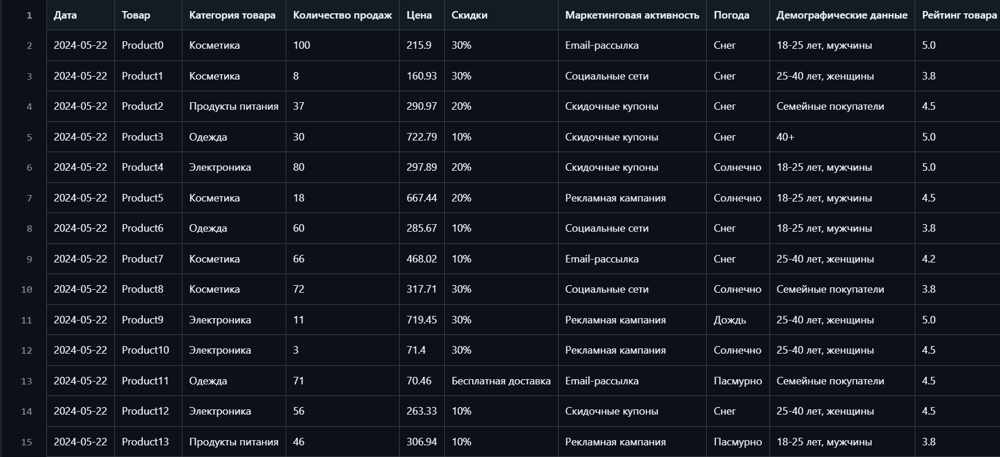 1 Дата Товар Категория товара Количество продаж Цена Скидки Маркетинговая активность Погода Демографические данные Рейтинг товара
2 2024-05-22 Product0 Косметика 100 215.9 30% Email-рассылка Снег 18-25 лет, мужчины 5.0
3 2024-05-22 Product1 Косметика 8 160.93 30% Социальные сети Снег 25-40 лет, женщины 3.8
4 2024-05-22 Product2 Продукты питания 37 290.97 20% Скидочные купоны Снег Семейные покупатели 4.5
5 2024-05-22 Product3 Одежда 30 722.79 10% Скидочные купоны Снег 40+ 5.0
6 2024-05-22 Product4 Электроника 80 297.89 20% Скидочные купоны Солнечно 18-25 лет, мужчины 5.0
7 2024-05-22 Product5 Косметика 18 667.44 20% Рекламная кампания Солнечно 18-25 лет, мужчины 4.5
8 2024-05-22 Product6 Одежда 60 285.67 10% Социальные сети Снег 18-25 лет, мужчины 3.8
9 2024-05-22 Product7 Косметика 66 468.02 10% Email-рассылка Снег 25-40 лет, женщины 4.2
10 2024-05-22 Product8 Косметика 72 317.71 30% Социальные сети Солнечно Семейные покупатели 3.8
11 2024-05-22 Product9 Электроника 11 719.45 30% Рекламная кампания Дождь 25-40 лет, женщины 5.0
12 2024-05-22 Product10 Электроника 3 71.4 30% Рекламная кампания Солнечно 25-40 лет, женщины 4.5
13 2024-05-22 Product11 Одежда 71 70.46 Бесплатная доставка Email-рассылка Пасмурно Семейные покупатели 4.5
14 2024-05-22 Product12 Электроника 56 263.33 10% Скидочные купоны Снег 25-40 лет, женщины 4.5
15 2024-05-22 Product13 Продукты питания 46 306.94 10% Рекламная кампания Пасмурно 18-25 лет, мужчины 3.8